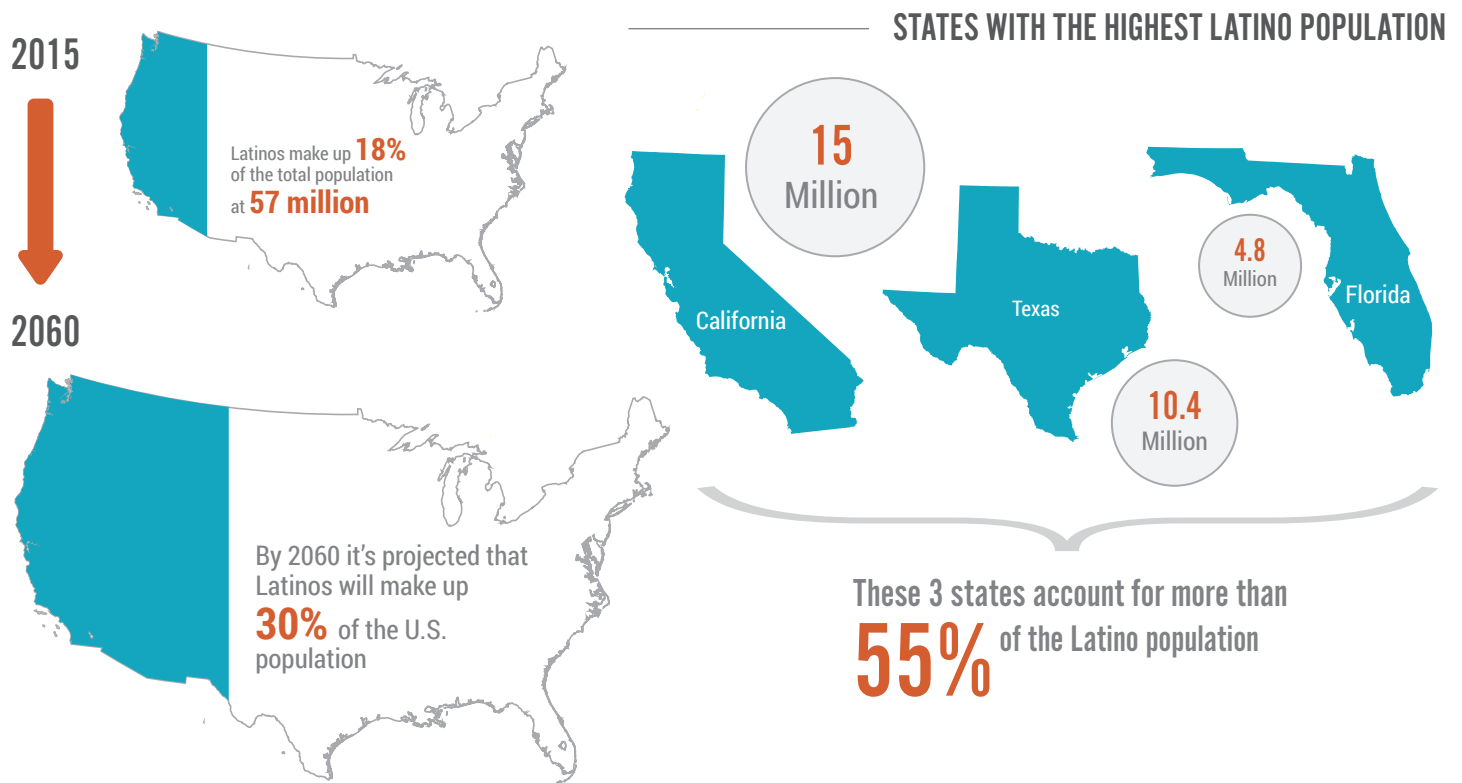 2015
Latinos make up 18%
of the total population
at 57 million
2060
By 2060 it's projected that
Latinos will make up
30% of the U.S.
population
STATES WITH THE HIGHEST LATINO POPULATION
15
Million
California
Texas
10.4
Million
4.8
Million
Florida
These 3 states account for more than
55% of the Latino population